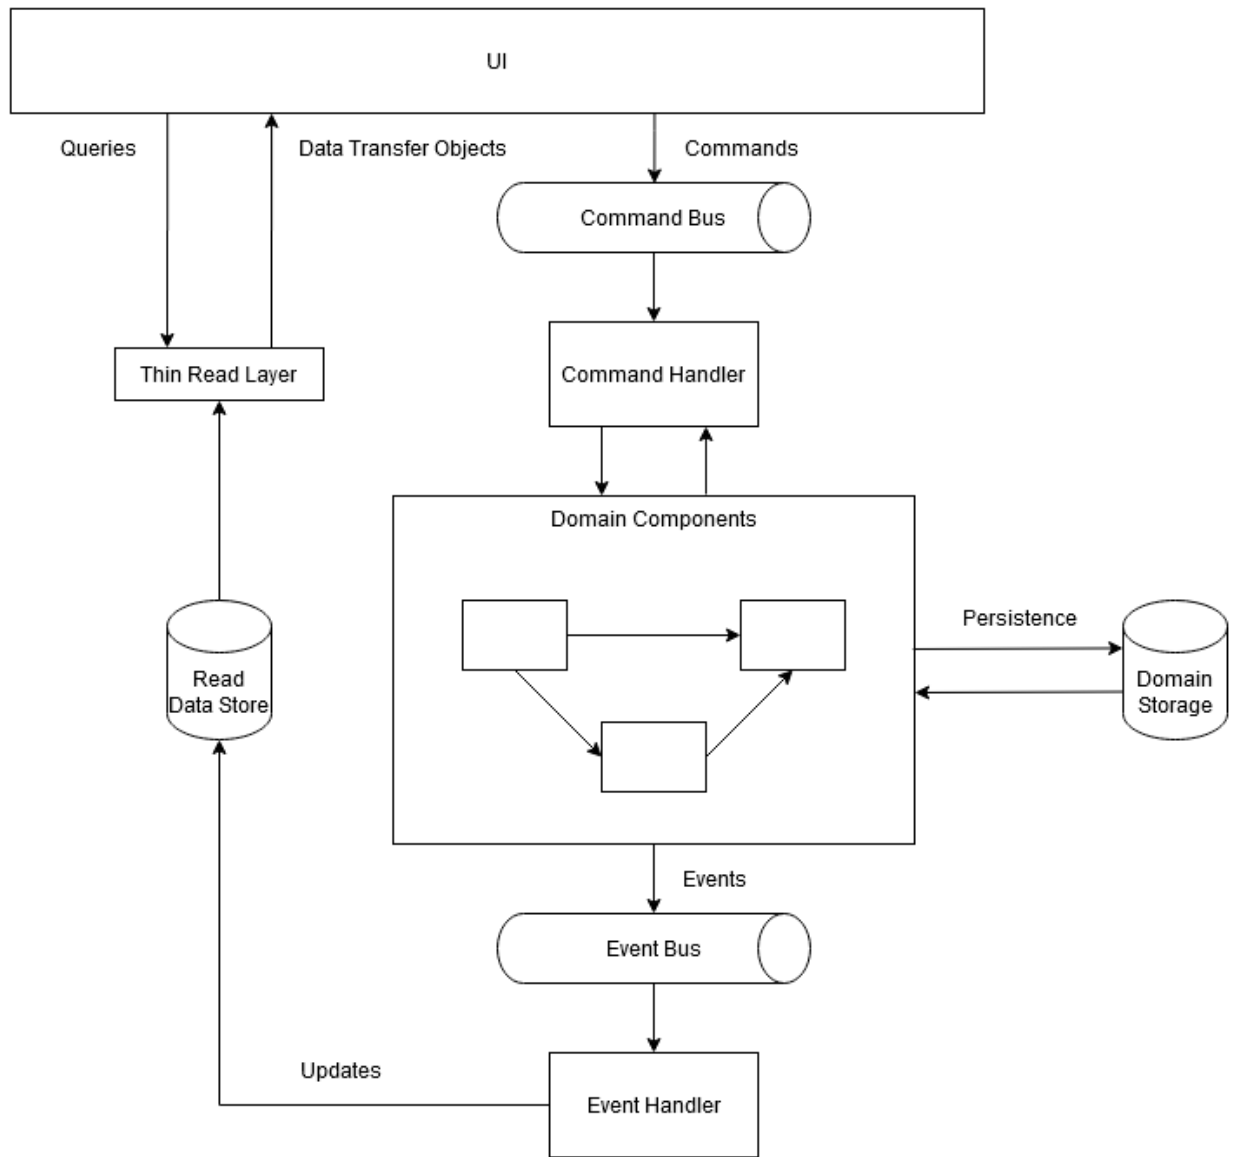 UI
Queries
Data Transfer Objects
Commands
Command Bus
Thin Read Layer
Command Handler
Domain Components
Persistence
Read
Data Store
Domain
Storage
Events
Event Bus
Updates
Event Handler